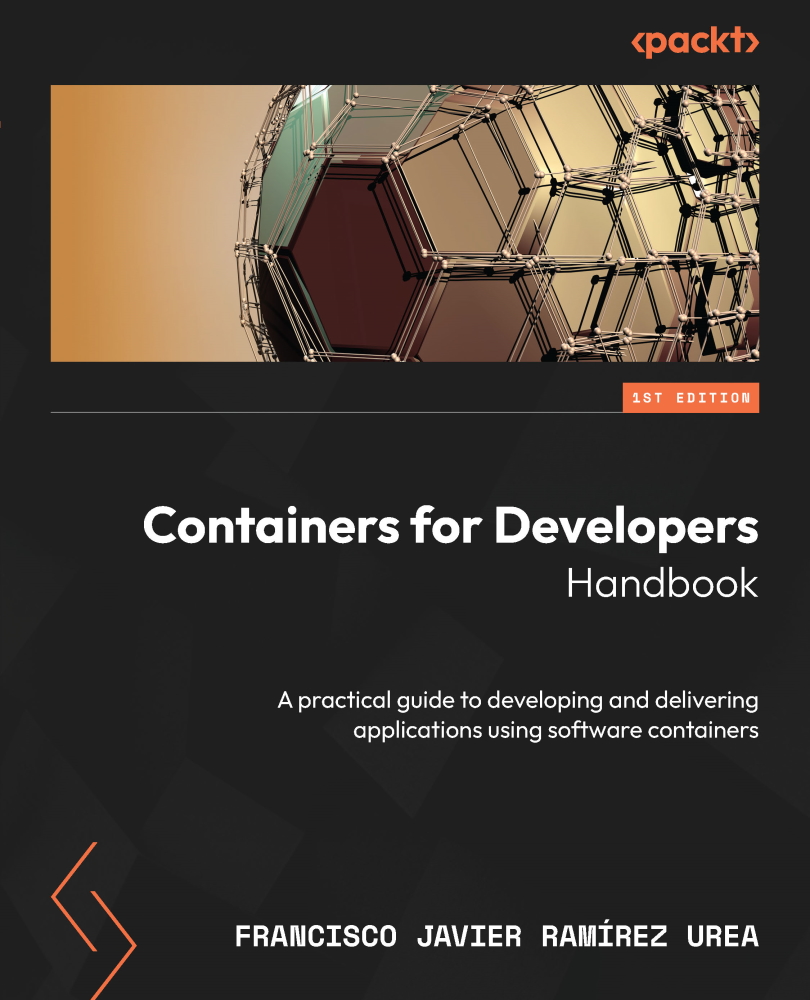 <packt>
1ST EDITION
Containers for Developers
Handbook
A practical guide to developing and delivering
applications using software containers
FRANCISCO JAVIER RAMÍREZ UREA